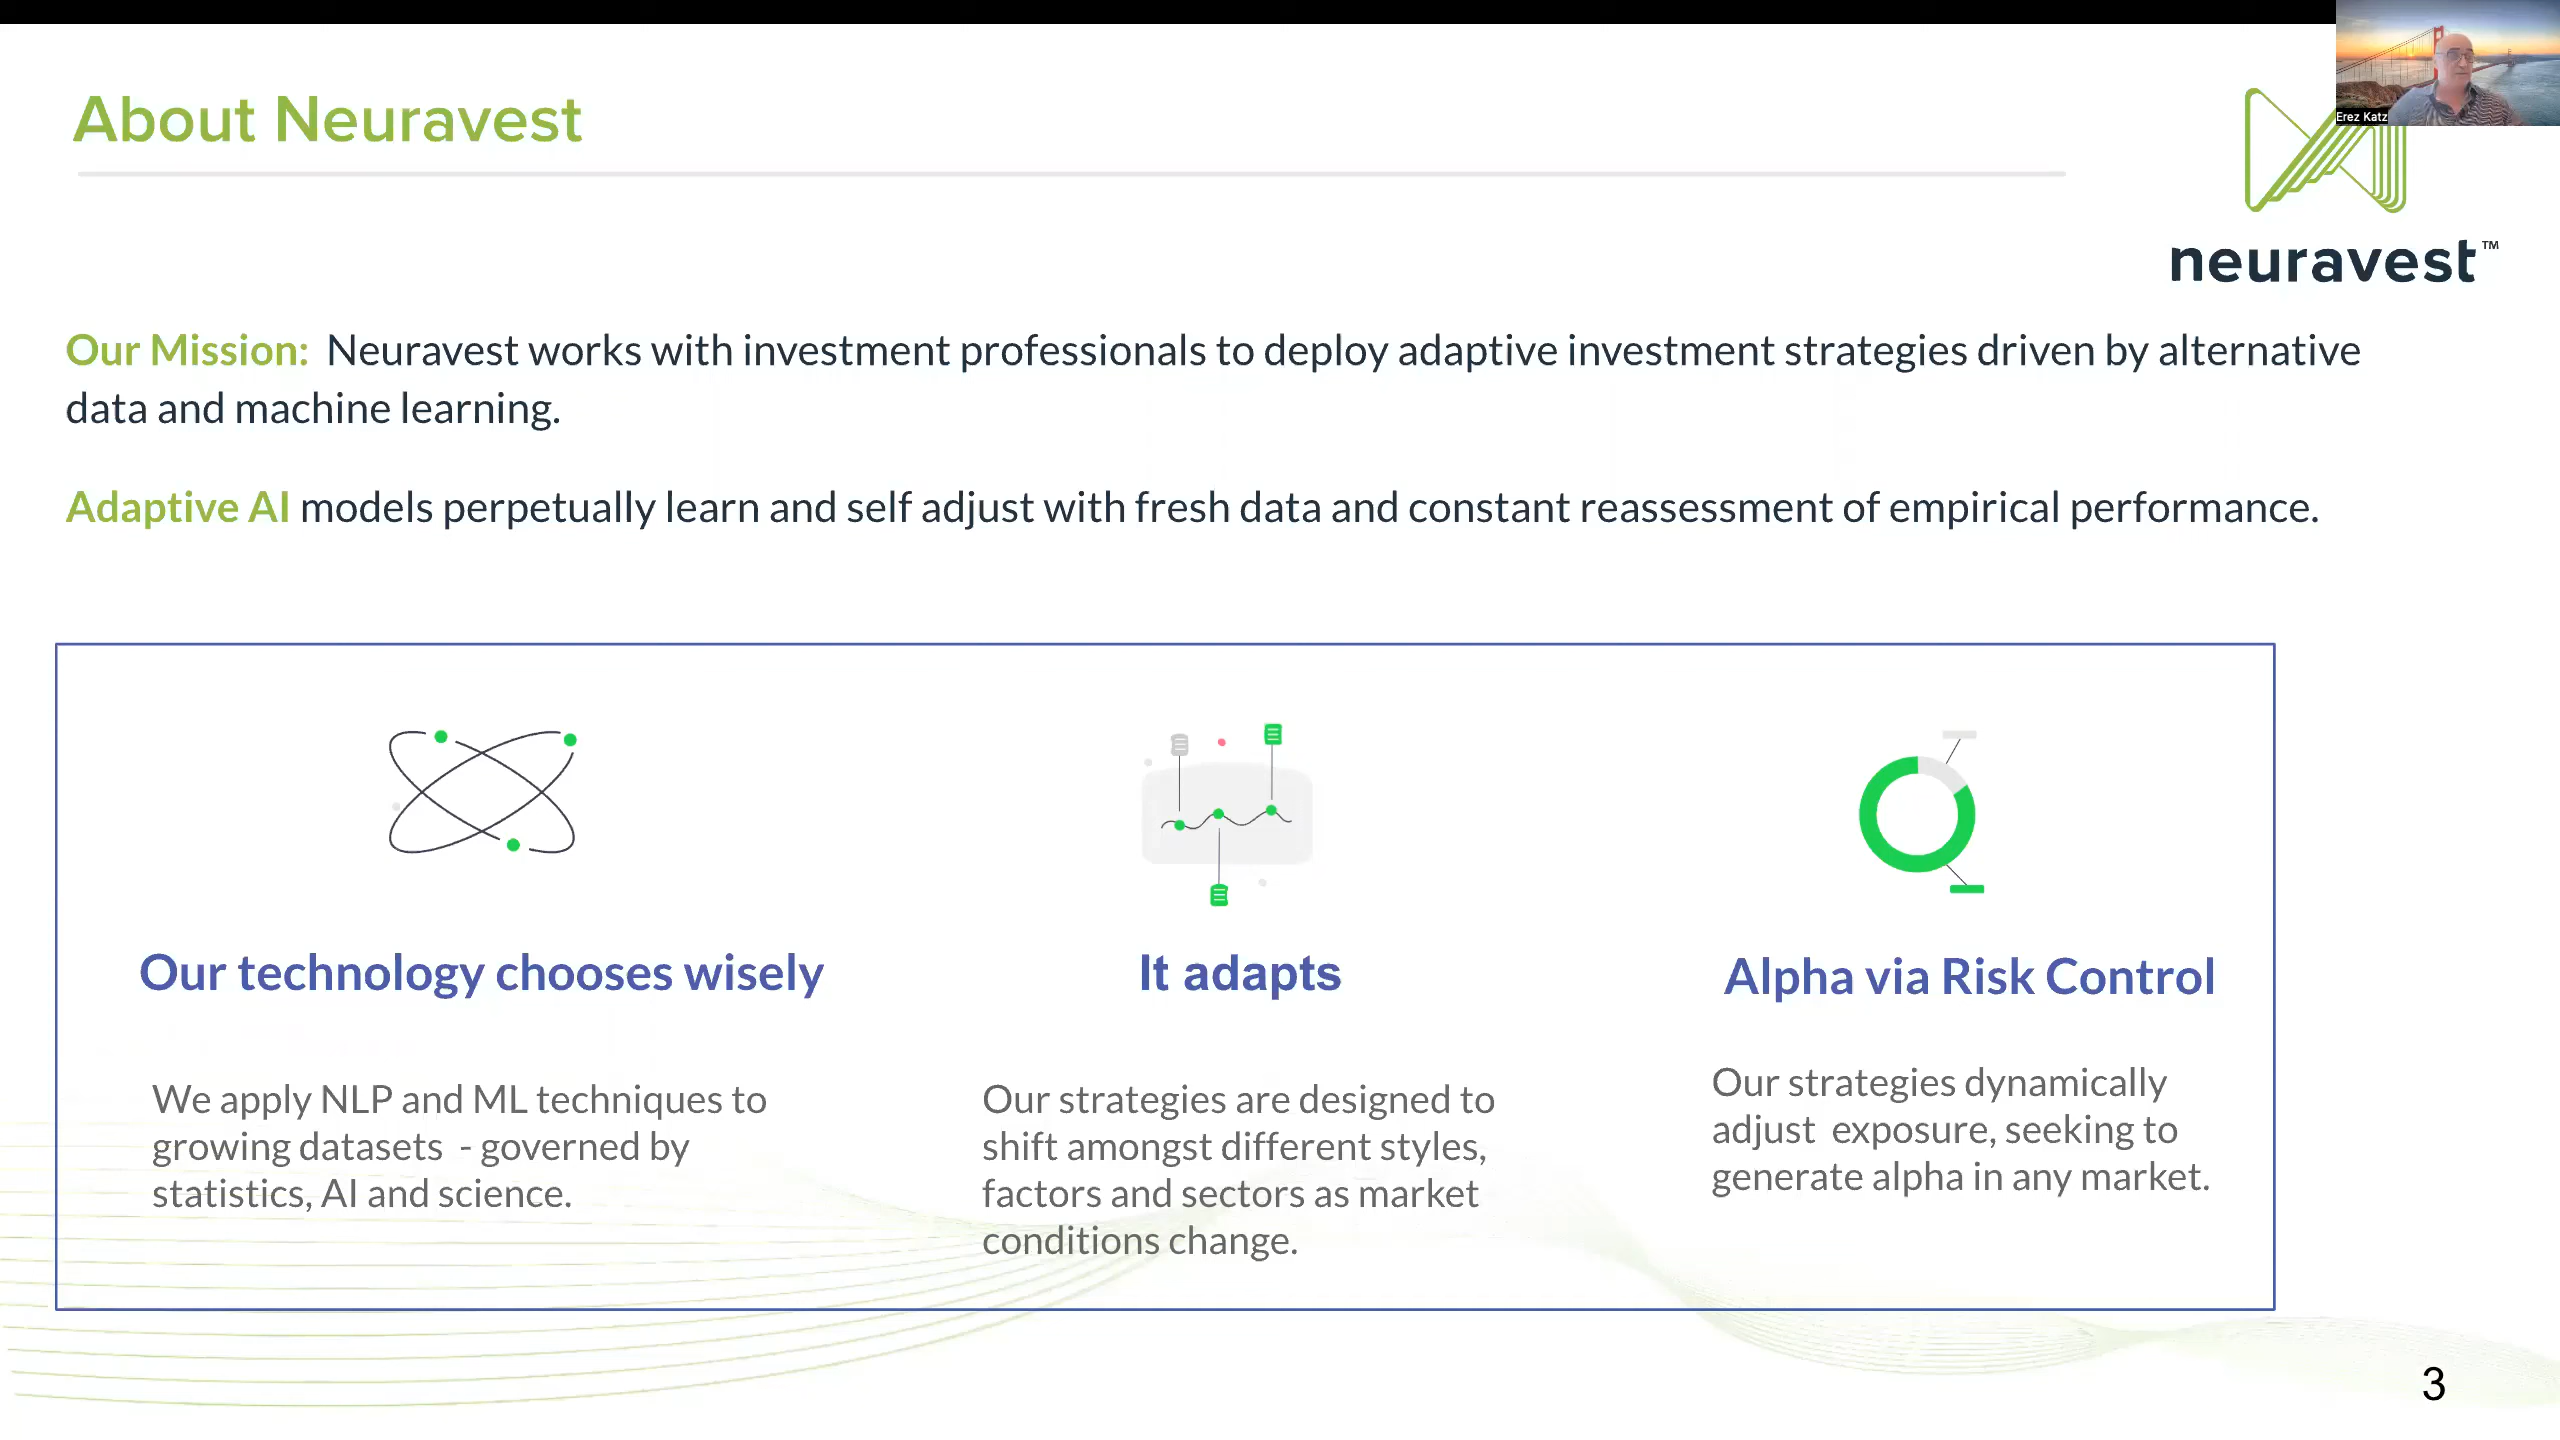 About Neuravest
Erez Katz
neuravest™
Our Mission: Neuravest works with investment professionals to deploy adaptive investment strategies driven by alternative
data and machine learning.
Adaptive AI models perpetually learn and self adjust with fresh data and constant reassessment of empirical performance.
Our technology chooses wisely
We apply NLP and ML techniques to
growing datasets - governed by
statistics, AI and science.
It adapts
Our strategies are designed to
shift amongst different styles,
factors and sectors as market
conditions change.
Alpha via Risk Control
Our strategies dynamically
adjust exposure, seeking to
generate alpha in any market.
3